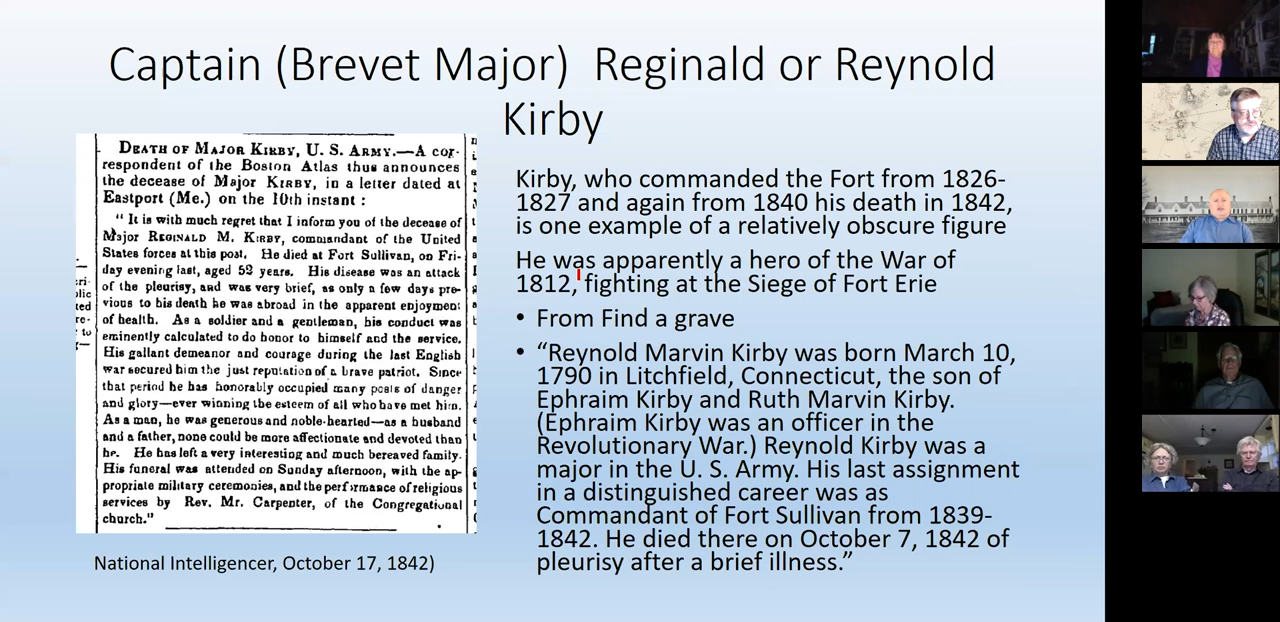 Captain (Brevet Major)  Reginald or Reynold
Kirby
DEATH OF MAJOR KIRBY, U. S. ARMY.—A cor-
respondent of the Boston Atlas thus announces
the decease of Major KIRBY, in a letter dated at
Eastport (Me.) on the 10th instant :
“ It is with much regret that I inform you of the decease of
Major REGINALD M. KIRBY, commandant of the United
States forces at this post. He died at Fort Sullivan, on Fri-
day evening last, aged 52 years. His disease was an attack
of the pleurisy, and was very brief, as only a few days pre-
vious to his death he was abroad in the apparent enjoyment
of health. As a soldier and a gentleman, his conduct was
eminently calculated to do honor to himself and the service.
His gallant demeanor and courage during the last English
war secured him the just reputation of a brave patriot. Since
that period he has honorably occupied many posts of danger
and glory—ever winning the esteem of all who have met him.
As a man, he was generous and noble-hearted—as a husband
and a father, none could be more affectionate and devoted than
he. He has left a very interesting and much bereaved family.
His funeral was attended on Sunday afternoon, with the ap-
propriate military ceremonies, and the performance of religious
services by Rev. Mr. Carpenter, of the Congregational
church.”
National Intelligencer, October 17, 1842)
Kirby, who commanded the Fort from 1826-
1827 and again from 1840 his death in 1842,
is one example of a relatively obscure figure
He was apparently a hero of the War of
1812, fighting at the Siege of Fort Erie
• From Find a grave
• “Reynold Marvin Kirby was born March 10,
1790 in Litchfield, Connecticut, the son of
Ephraim Kirby and Ruth Marvin Kirby.
(Ephraim Kirby was an officer in the
Revolutionary War.) Reynold Kirby was a
major in the U. S. Army. His last assignment
in a distinguished career was as
Commandant of Fort Sullivan from 1839-
1842. He died there on October 7, 1842 of
pleurisy after a brief illness.”